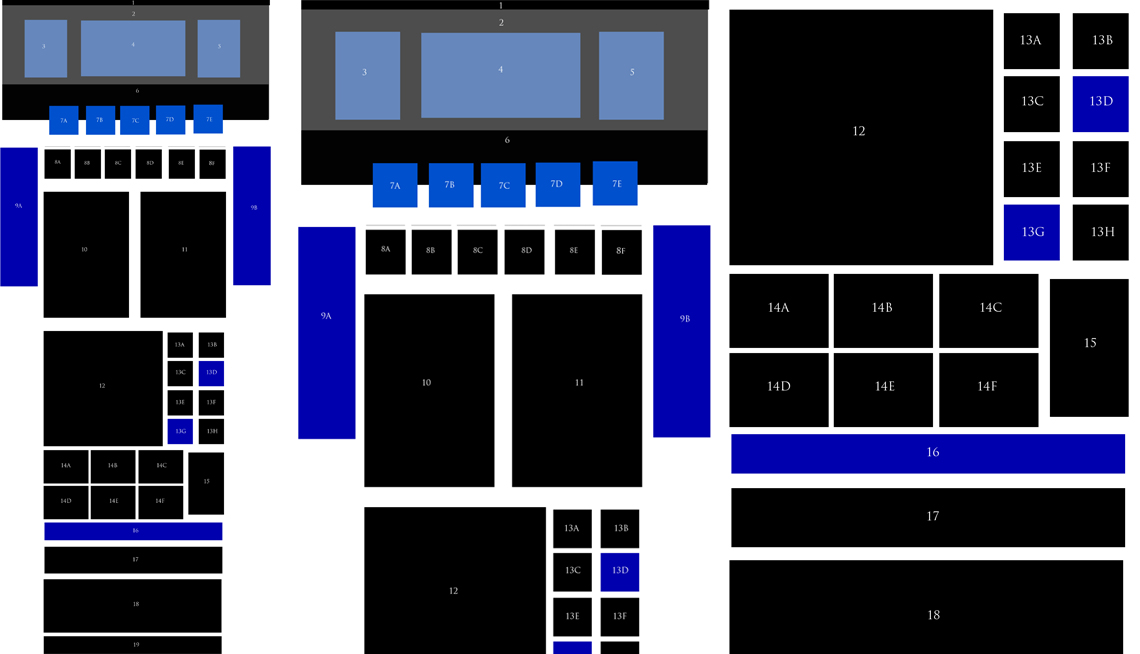 1
2
3 4 5
6
7A 7B 7C 7D 7E
8A 8B 8C 8D 8E 8F
9A 9B
10 11
12
13A 13B
13C 13D
13E 13F
13G 13H
14A 14B 14C
14D 14E 14F
15
16
17
18
19
1
2
3 4 5
6
7A 7B 7C 7D 7E
8A 8B 8C 8D 8E 8F
9A 9B
10 11
12
13A 13B
13C 13D
13E 13F
12
13A 13B
13C 13D
13E 13F
13G 13H
14A 14B 14C
14D 14E 14F
15
16
17
18